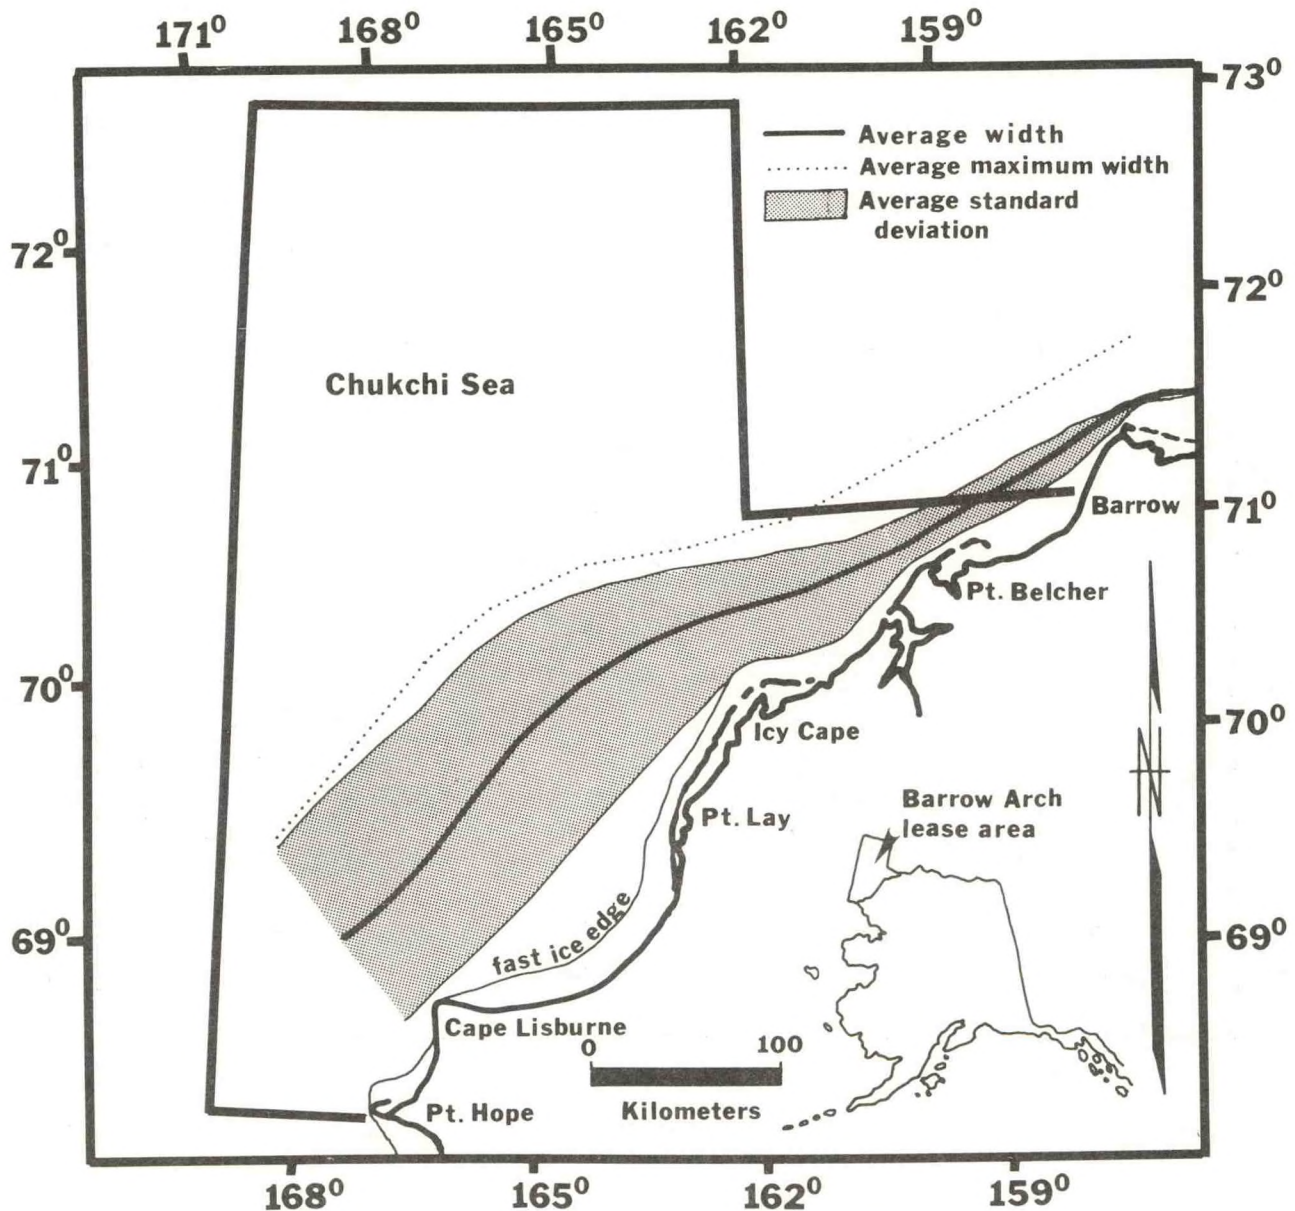 171⁰ 168⁰ 165⁰ 162⁰ 159⁰
73⁰
Average width
Average maximum width
Average standard
deviation
72⁰
72⁰
Chukchi Sea
71⁰
71⁰
Barrow
Pt. Belcher
70⁰
70⁰
Icy Cape
N
Barrow Arch
lease area
Pt. Lay
69⁰
69⁰
fast ice edge
Cape Lisburne
0 100
Kilometers
Pt. Hope
168⁰ 165⁰ 162⁰ 159⁰